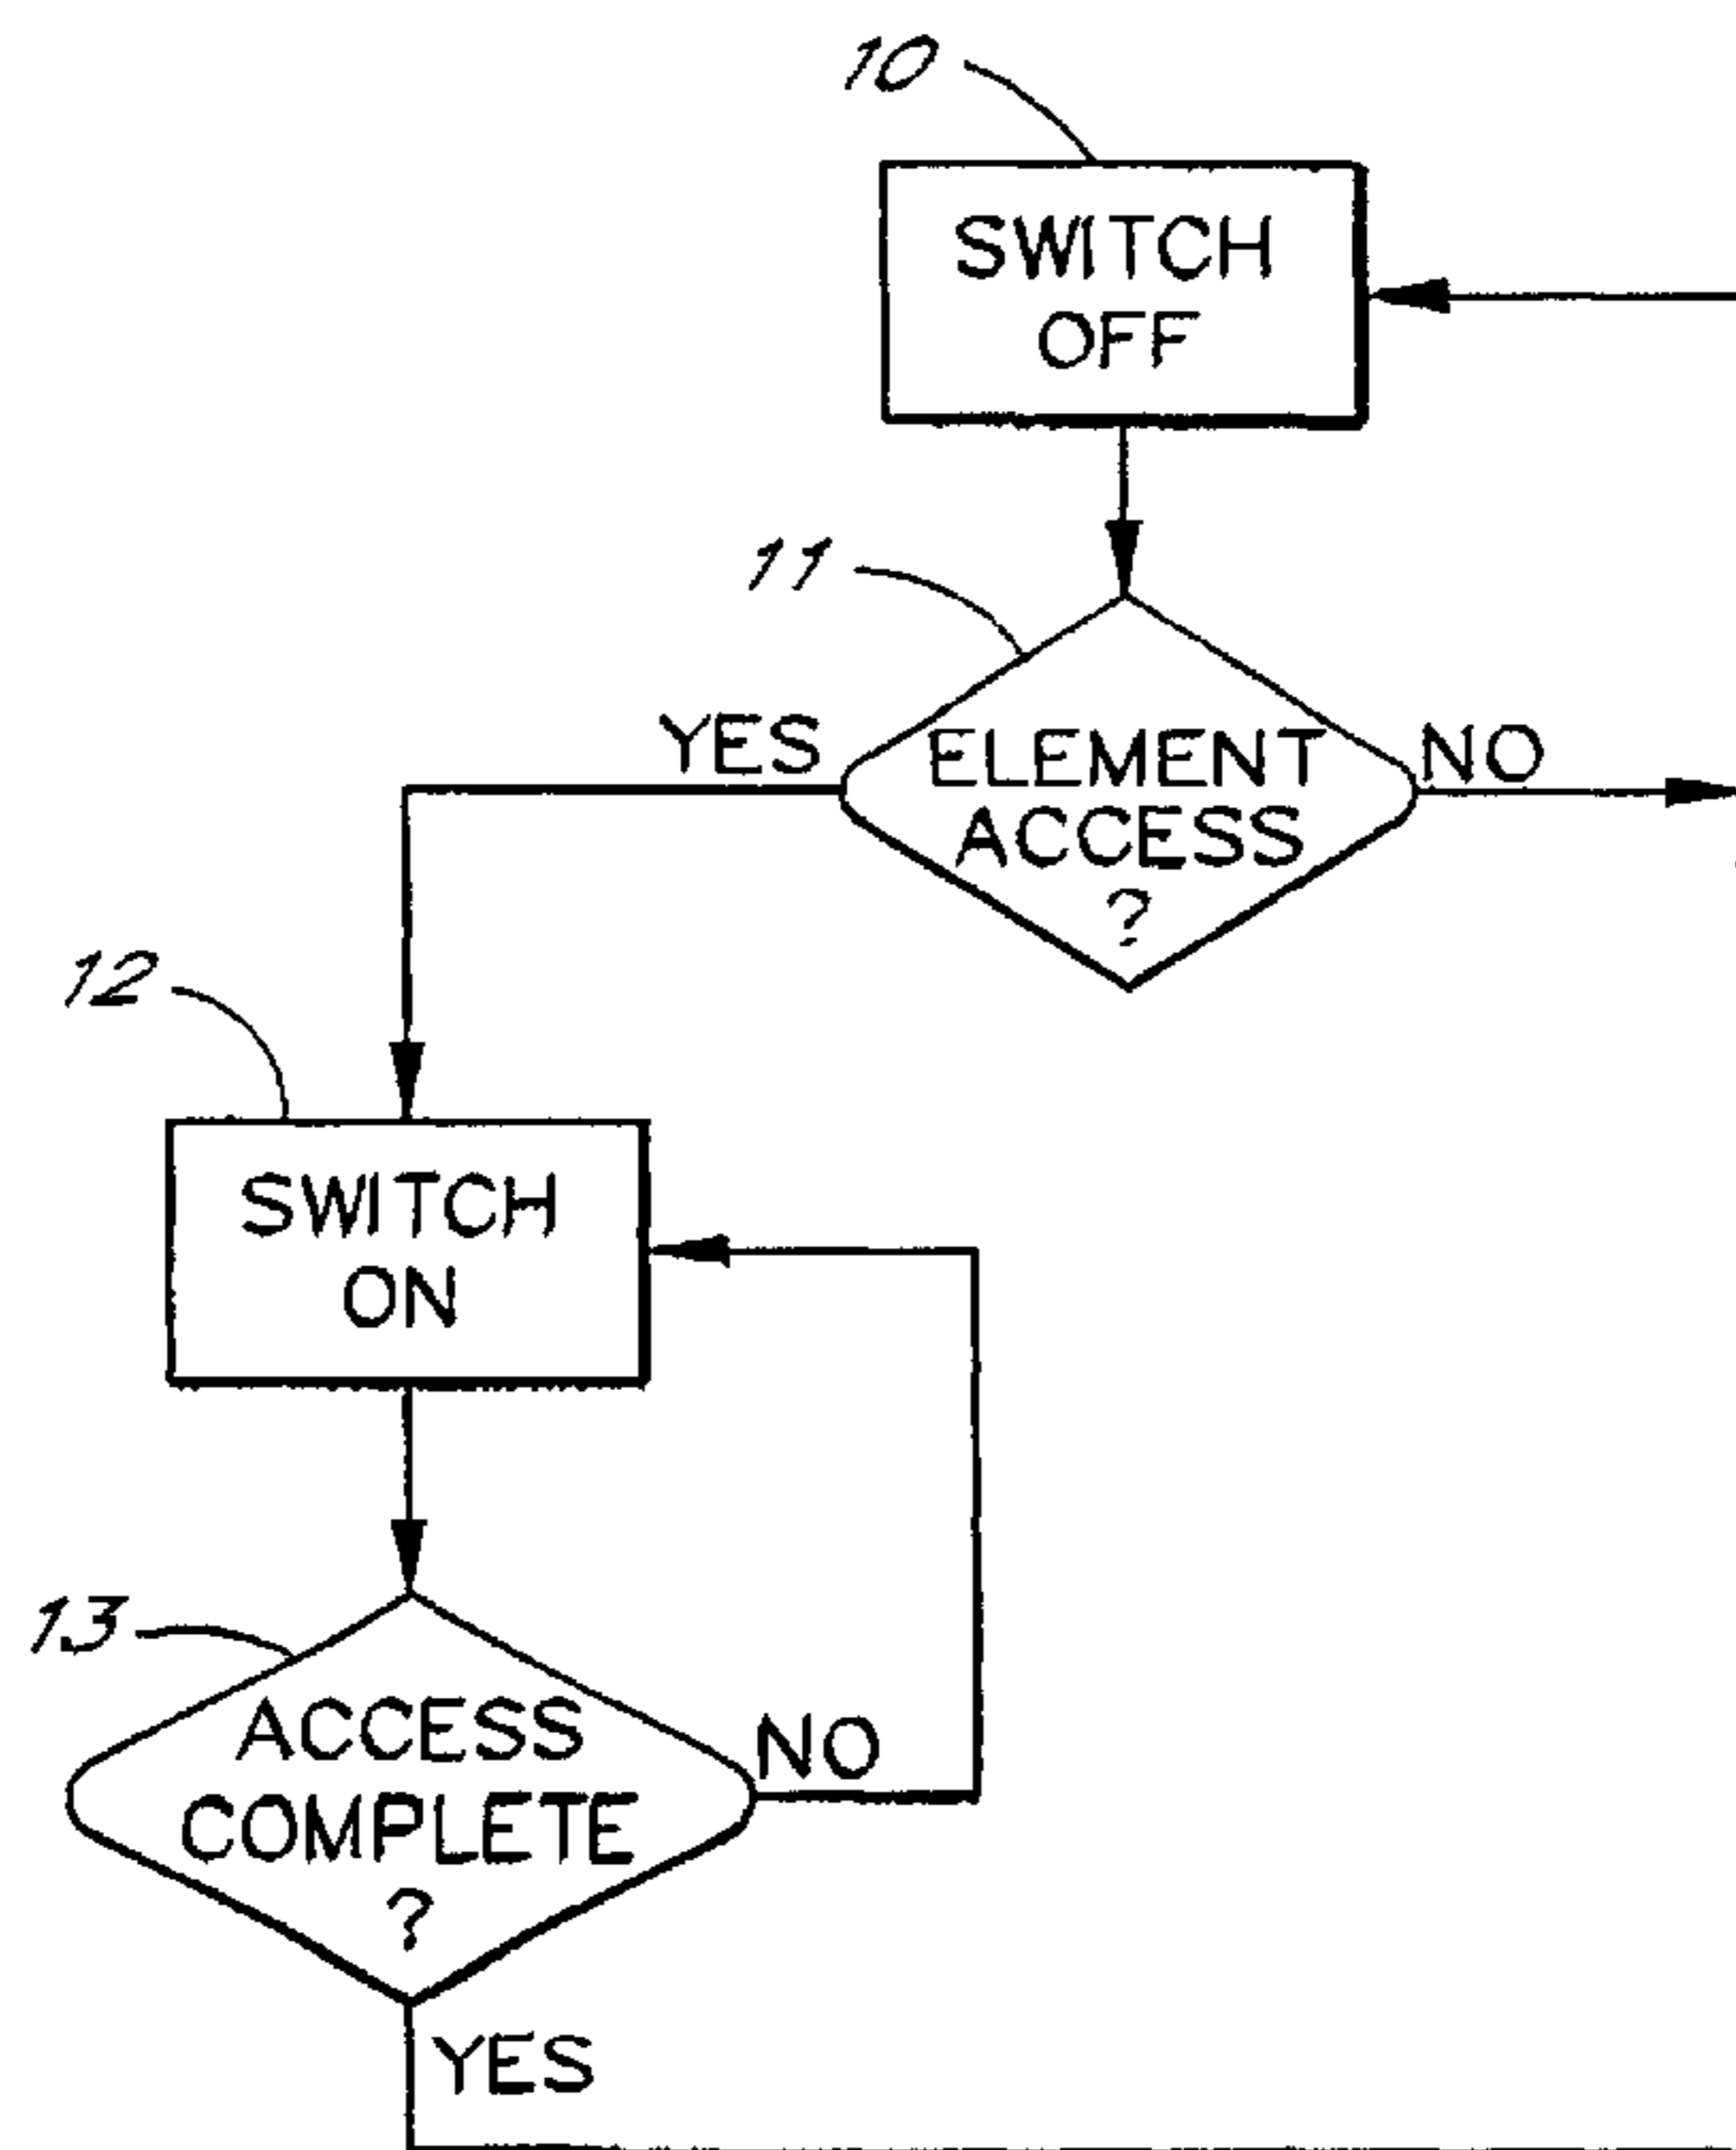 10
SWITCH
OFF
11
YES
ELEMENT
ACCESS
?
NO
12
SWITCH
ON
13
ACCESS
COMPLETE
?
NO
YES